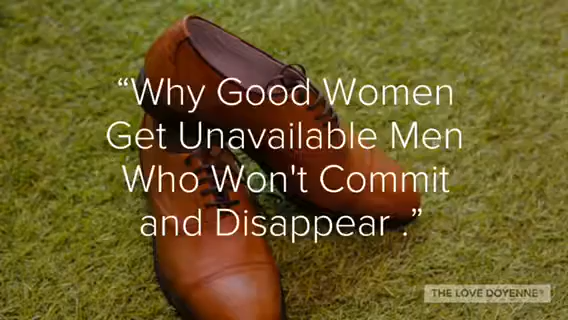 “Why Good Women
Get Unavailable Men
Who Won't Commit
and Disappear .”
THE LOVE DOYENNE®